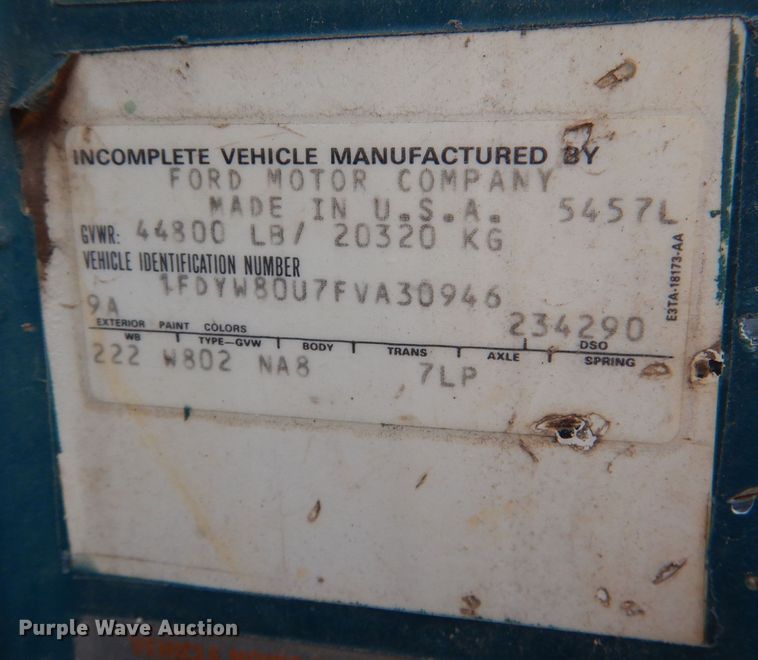 INCOMPLETE VEHICLE MANUFACTURED BY
FORD MOTOR COMPANY
MADE IN U.S.A. 5457L
GVWR: 44800 LB/ 20320 KG
VEHICLE IDENTIFICATION NUMBER
1FDYW80U7FVA30946
9A 234290
EXTERIOR PAINT COLORS DSO
WB TYPE-GVW BODY TRANS AXLE SPRING
222 W802 NA8 7LP
E3TA-18173-AA
Purple Wave Auction
VEHICLE